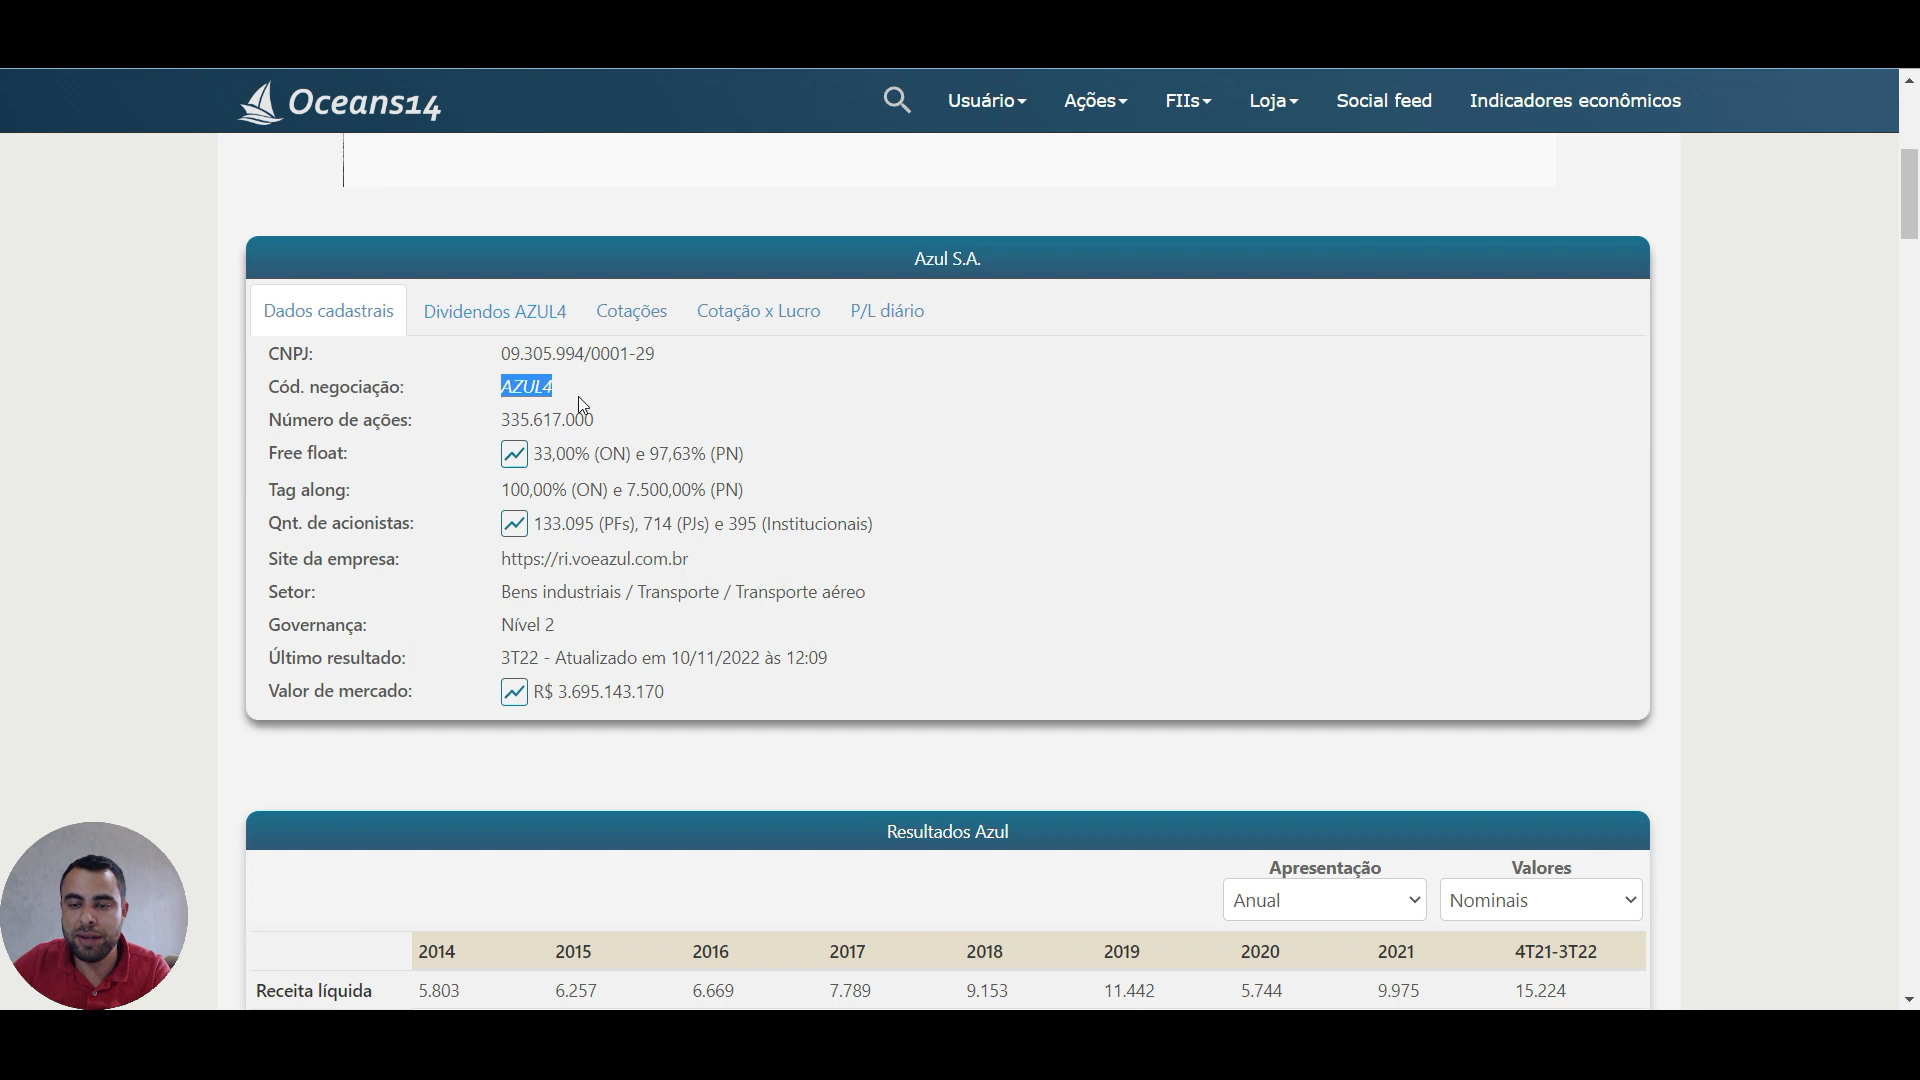 Oceans14 Usuário Ações FIIs Loja Social feed Indicadores econômicos
Azul S.A.
Dados cadastrais Dividendos AZUL4 Cotações Cotação x Lucro P/L diário
CNPJ: 09.305.994/0001-29
Cód. negociação: AZUL4
Número de ações: 335.617.000
Free float: 33,00% (ON) e 97,63% (PN)
Tag along: 100,00% (ON) e 7.500,00% (PN)
Qnt. de acionistas: 133.095 (PFs), 714 (PJs) e 395 (Institucionais)
Site da empresa: https://ri.voeazul.com.br
Setor: Bens industriais / Transporte / Transporte aéreo
Governança: Nível 2
Último resultado: 3T22 - Atualizado em 10/11/2022 às 12:09
Valor de mercado: R$ 3.695.143.170
Resultados Azul
Apresentação Valores
Anual Nominais
2014 2015 2016 2017 2018 2019 2020 2021 4T21-3T22
Receita líquida 5.803 6.257 6.669 7.789 9.153 11.442 5.744 9.975 15.224